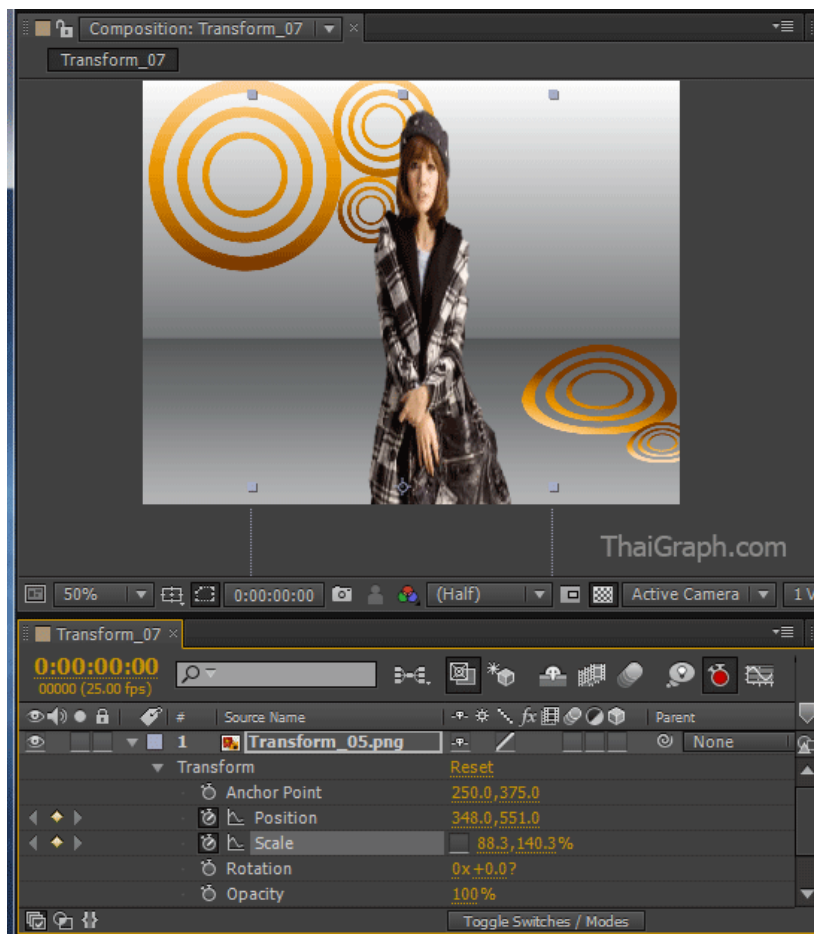 Composition: Transform_07
Transform_07
ThaiGraph.com
50%
0:00:00:00
(Half)
Active Camera
1 V
Transform_07
0:00:00:00
00000 (25.00 fps)
# Source Name fx Parent
1 Transform_05.png None
Transform Reset
Anchor Point 250.0,375.0
Position 348.0,551.0
Scale 88.3,140.3%
Rotation 0x+0.0?
Opacity 100%
Toggle Switches / Modes